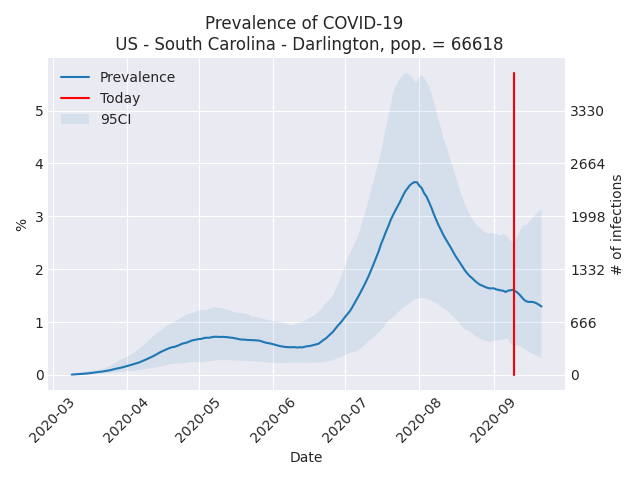 Prevalence of COVID-19
US - South Carolina - Darlington, pop. = 66618
Prevalence
Today
95CI
%
5
4
3
2
1
0
3330
2664
1998
1332
666
0
# of infections
2020-03
2020-04
2020-05
2020-06
2020-07
2020-08
2020-09
Date